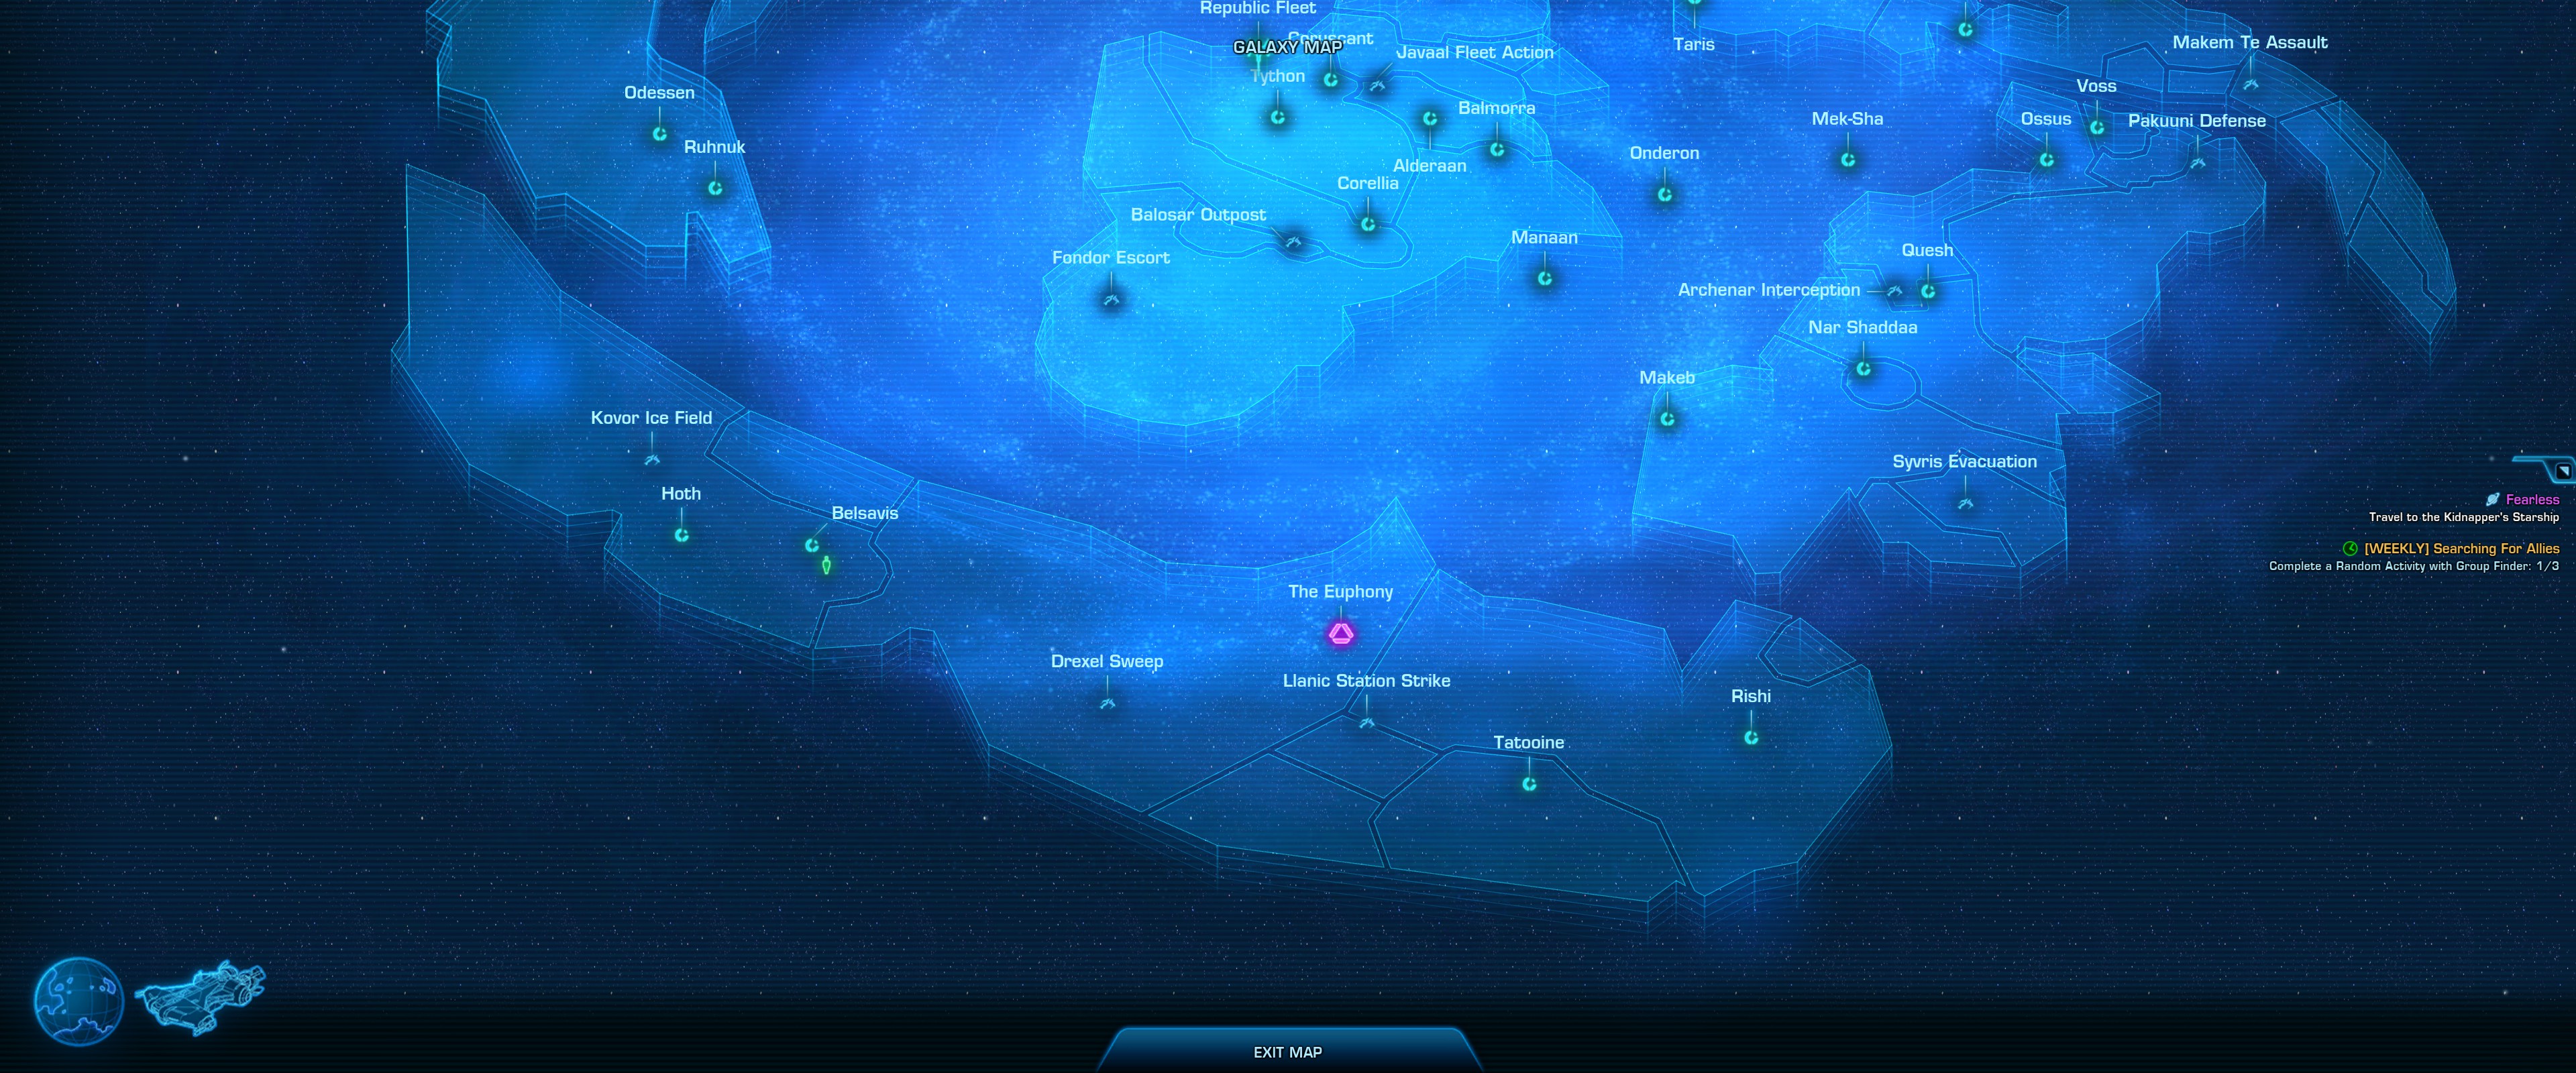 Republic Fleet
Coruscant
GALAXY MAP
Javaal Fleet Action
Taris
Makem Te Assault
Tython
Odessen
Voss
Balmorra
Mek-Sha
Ossus
Pakuuni Defense
Ruhnuk
Onderon
Alderaan
Corellia
Balosar Outpost
Manaan
Quesh
Fondor Escort
Archenar Interception
Nar Shaddaa
Makeb
Kovor Ice Field
Syvris Evacuation
Hoth
Fearless
Belsavis
Travel to the Kidnapper's Starship
[WEEKLY] Searching For Allies
Complete a Random Activity with Group Finder: 1/3
The Euphony
Drexel Sweep
Llanic Station Strike
Rishi
Tatooine
EXIT MAP